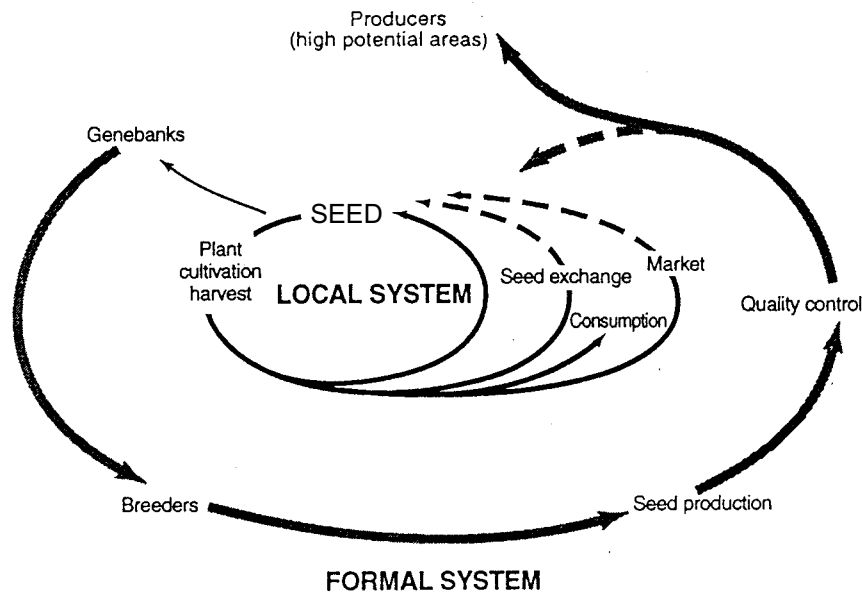 Producers
(high potential areas)
Genebanks
SEED
Plant
cultivation
harvest
LOCAL SYSTEM
Seed exchange
Market
Consumption
Quality control
Breeders
Seed production
FORMAL SYSTEM